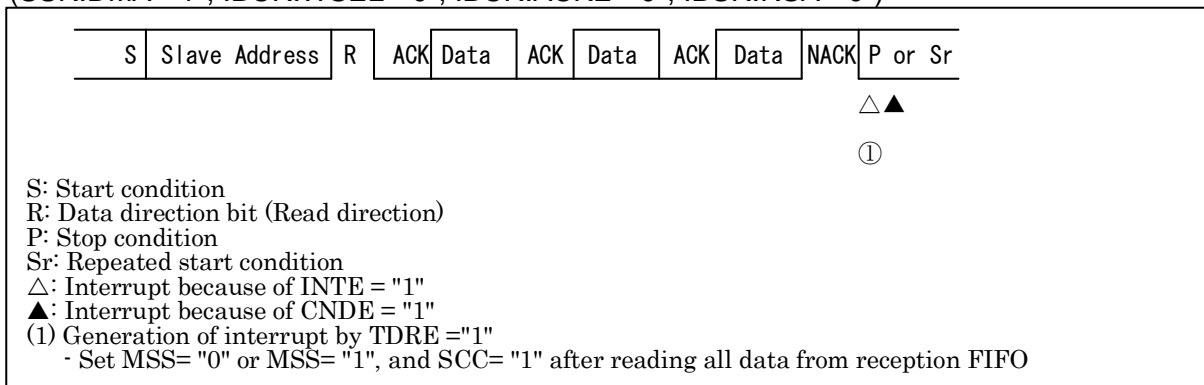 S Slave Address R ACK Data ACK Data ACK Data NACK P or Sr
△▲
①
S: Start condition
R: Data direction bit (Read direction)
P: Stop condition
Sr: Repeated start condition
△: Interrupt because of INTE = "1"
▲: Interrupt because of CNDE = "1"
(1) Generation of interrupt by TDRE ="1"
- Set MSS= "0" or MSS= "1", and SCC= "1" after reading all data from reception FIFO